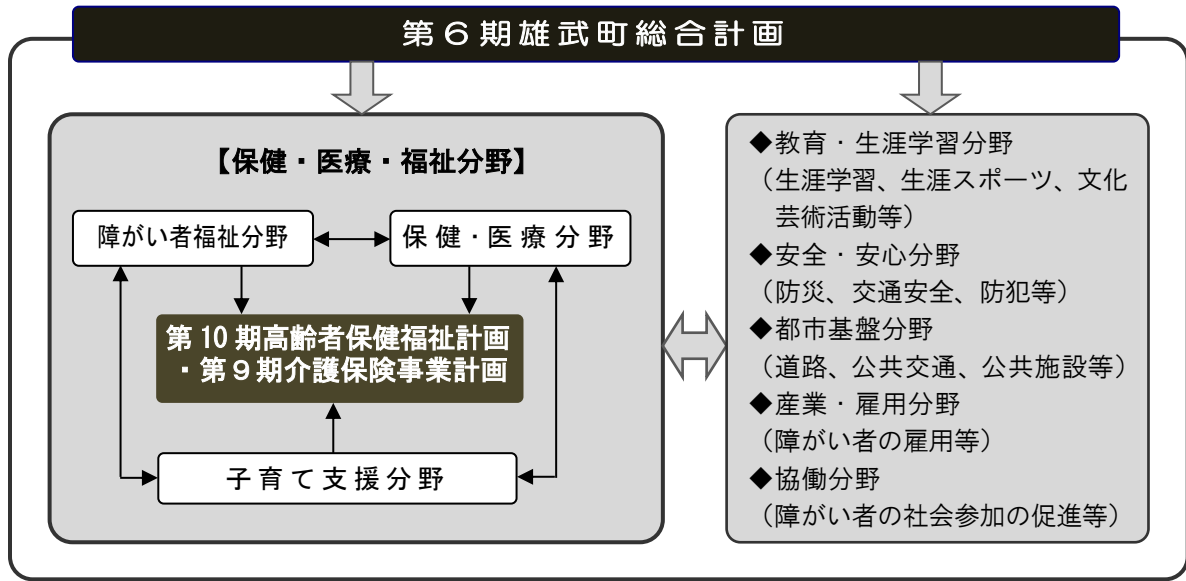 第６期雄武町総合計画
【保健・医療・福祉分野】
障がい者福祉分野
保健・医療分野
第10期高齢者保健福祉計画
・第９期介護保険事業計画
子育て支援分野
◆教育・生涯学習分野
（生涯学習、生涯スポーツ、文化
芸術活動等）
◆安全・安心分野
（防災、交通安全、防犯等）
◆都市基盤分野
（道路、公共交通、公共施設等）
◆産業・雇用分野
（障がい者の雇用等）
◆協働分野
（障がい者の社会参加の促進等）